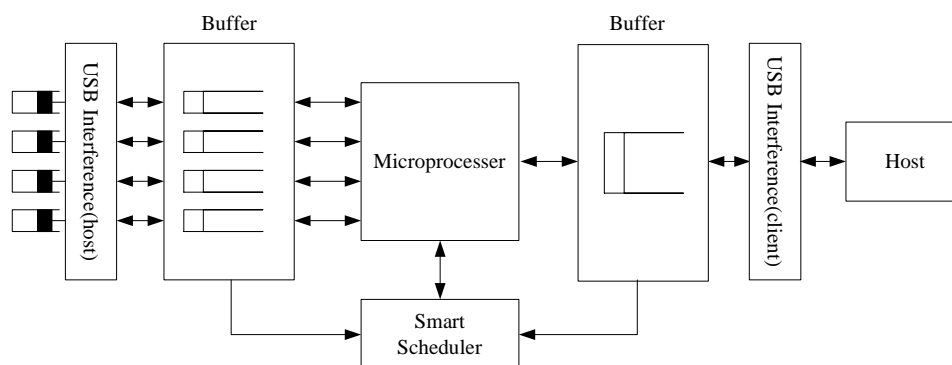 Buffer
Buffer
USB Interference(host)
Microprocesser
USB Interference(client)
Host
Smart
Scheduler